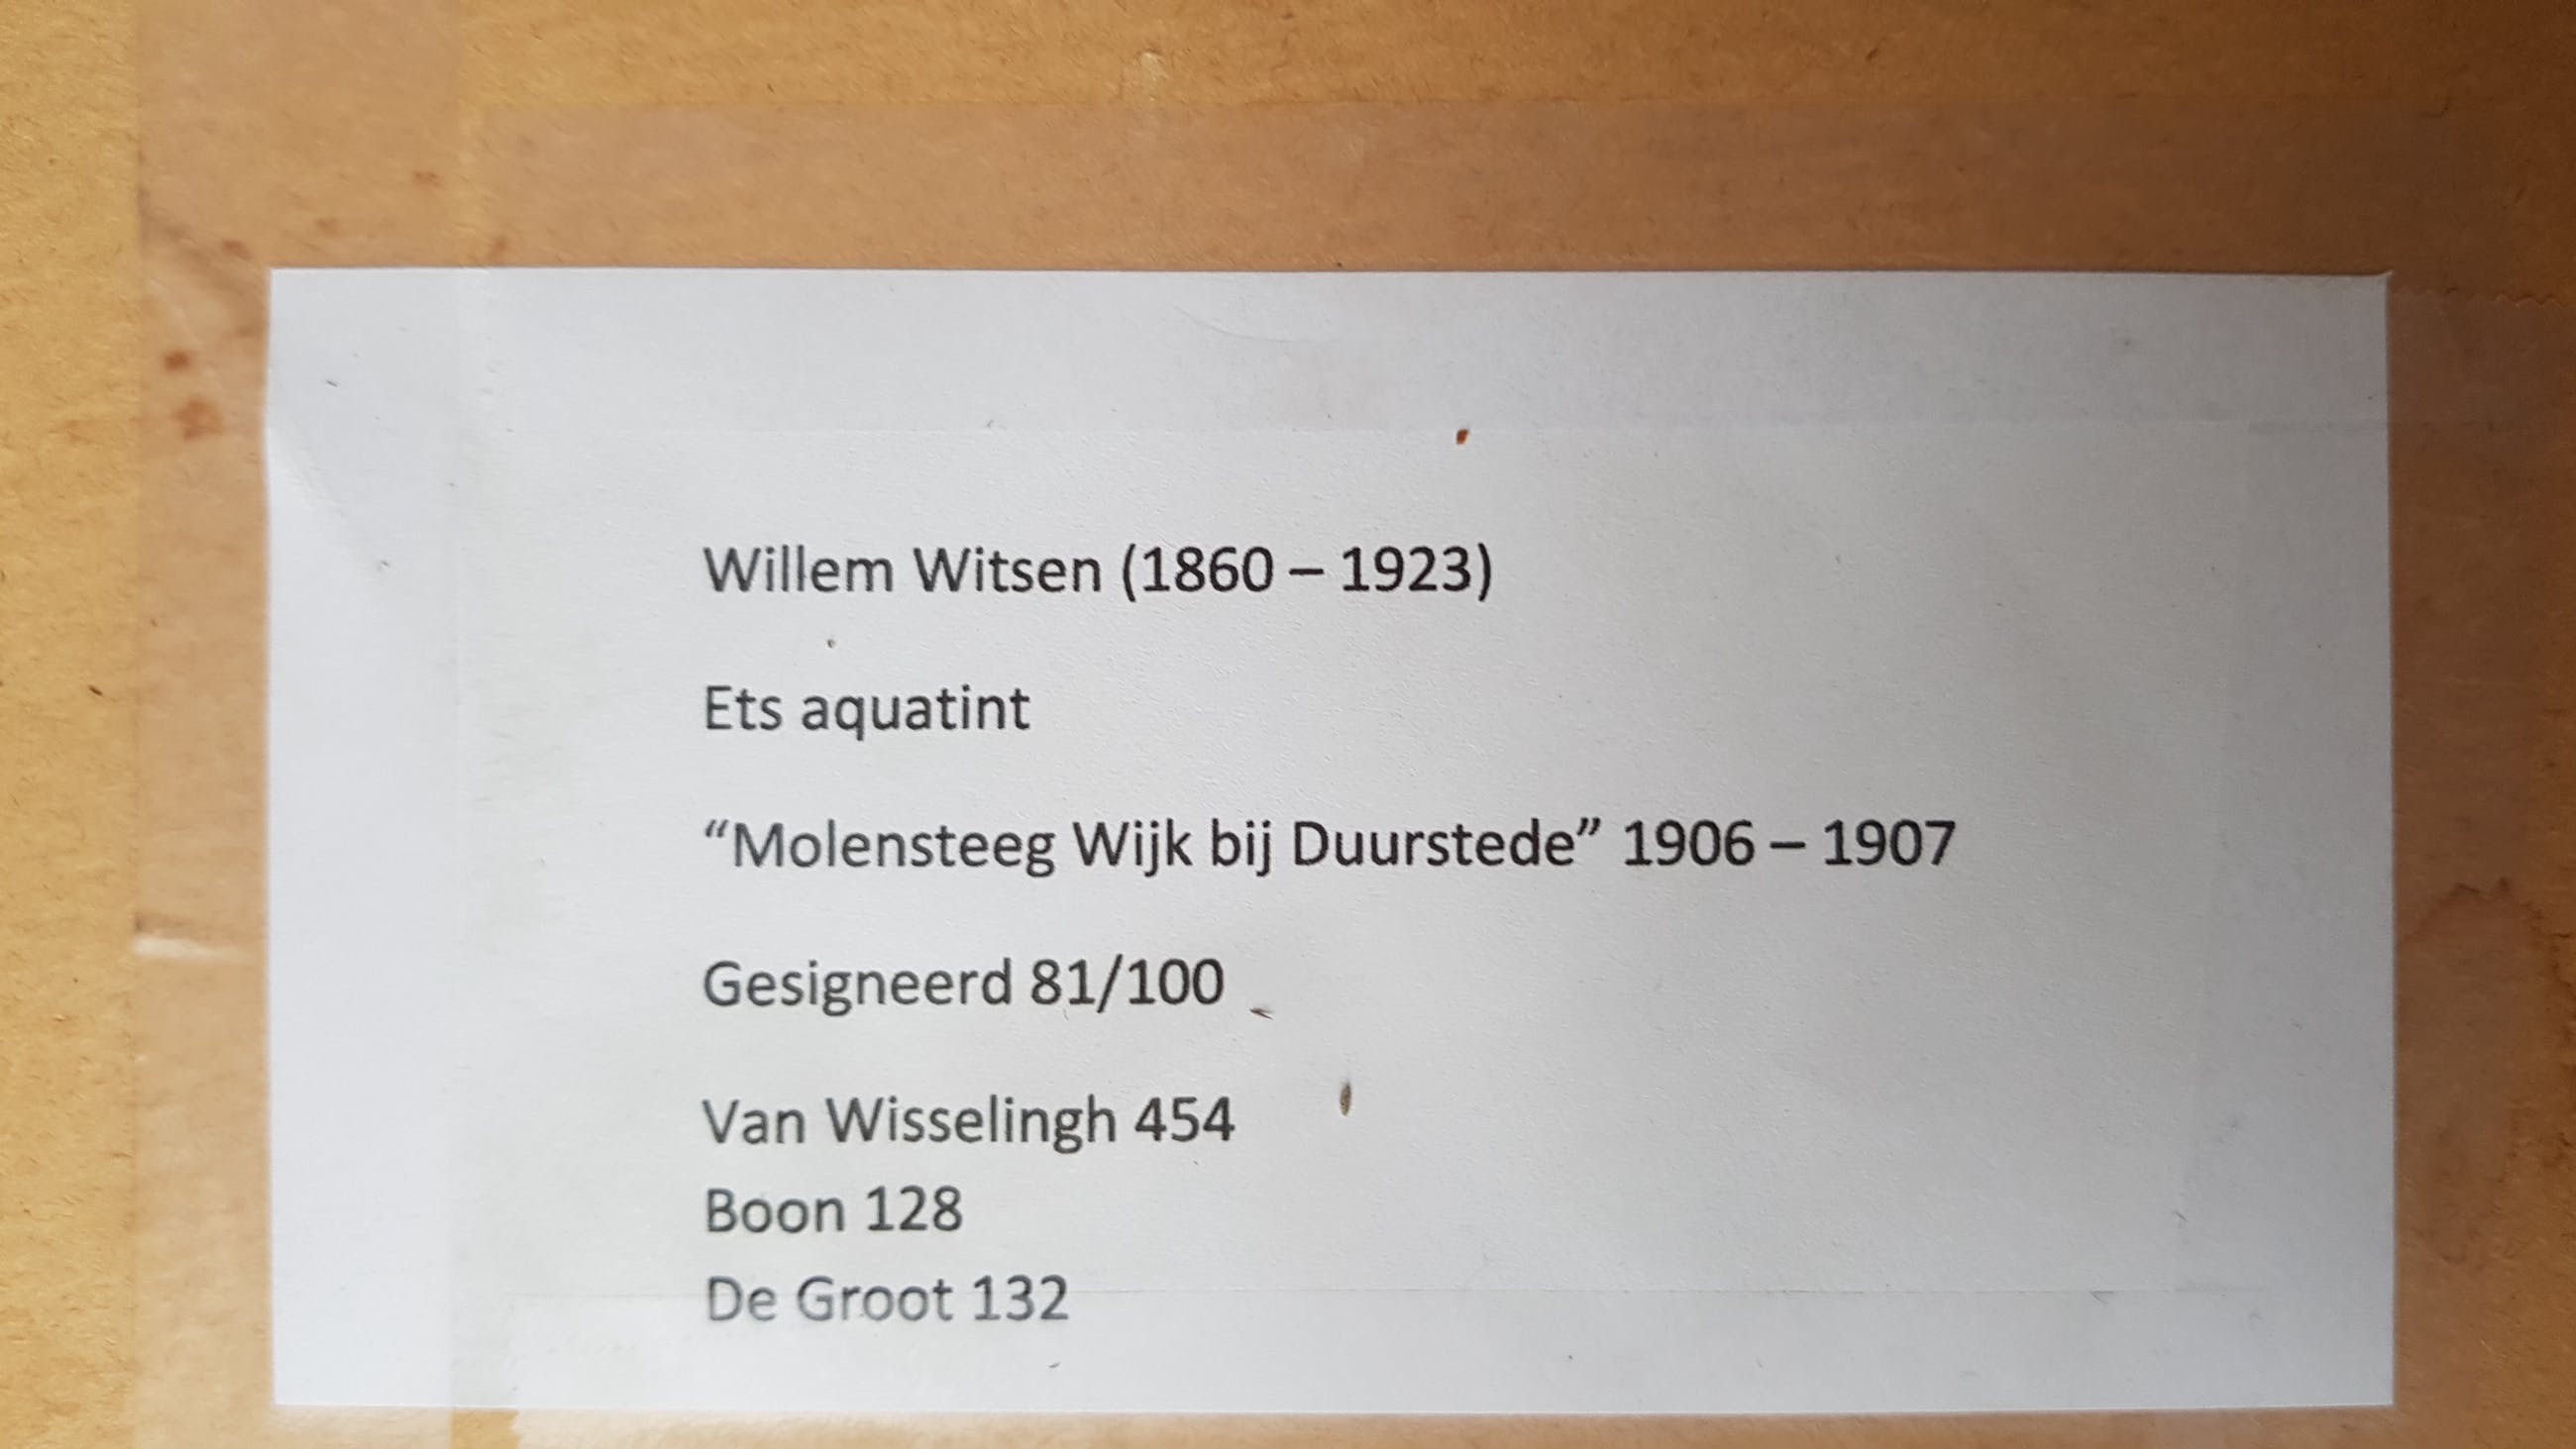 Willem Witsen (1860 – 1923)
Ets aquatint
“Molensteeg Wijk bij Duurstede” 1906 – 1907
Gesigneerd 81/100
Van Wisselingh 454
Boon 128
De Groot 132